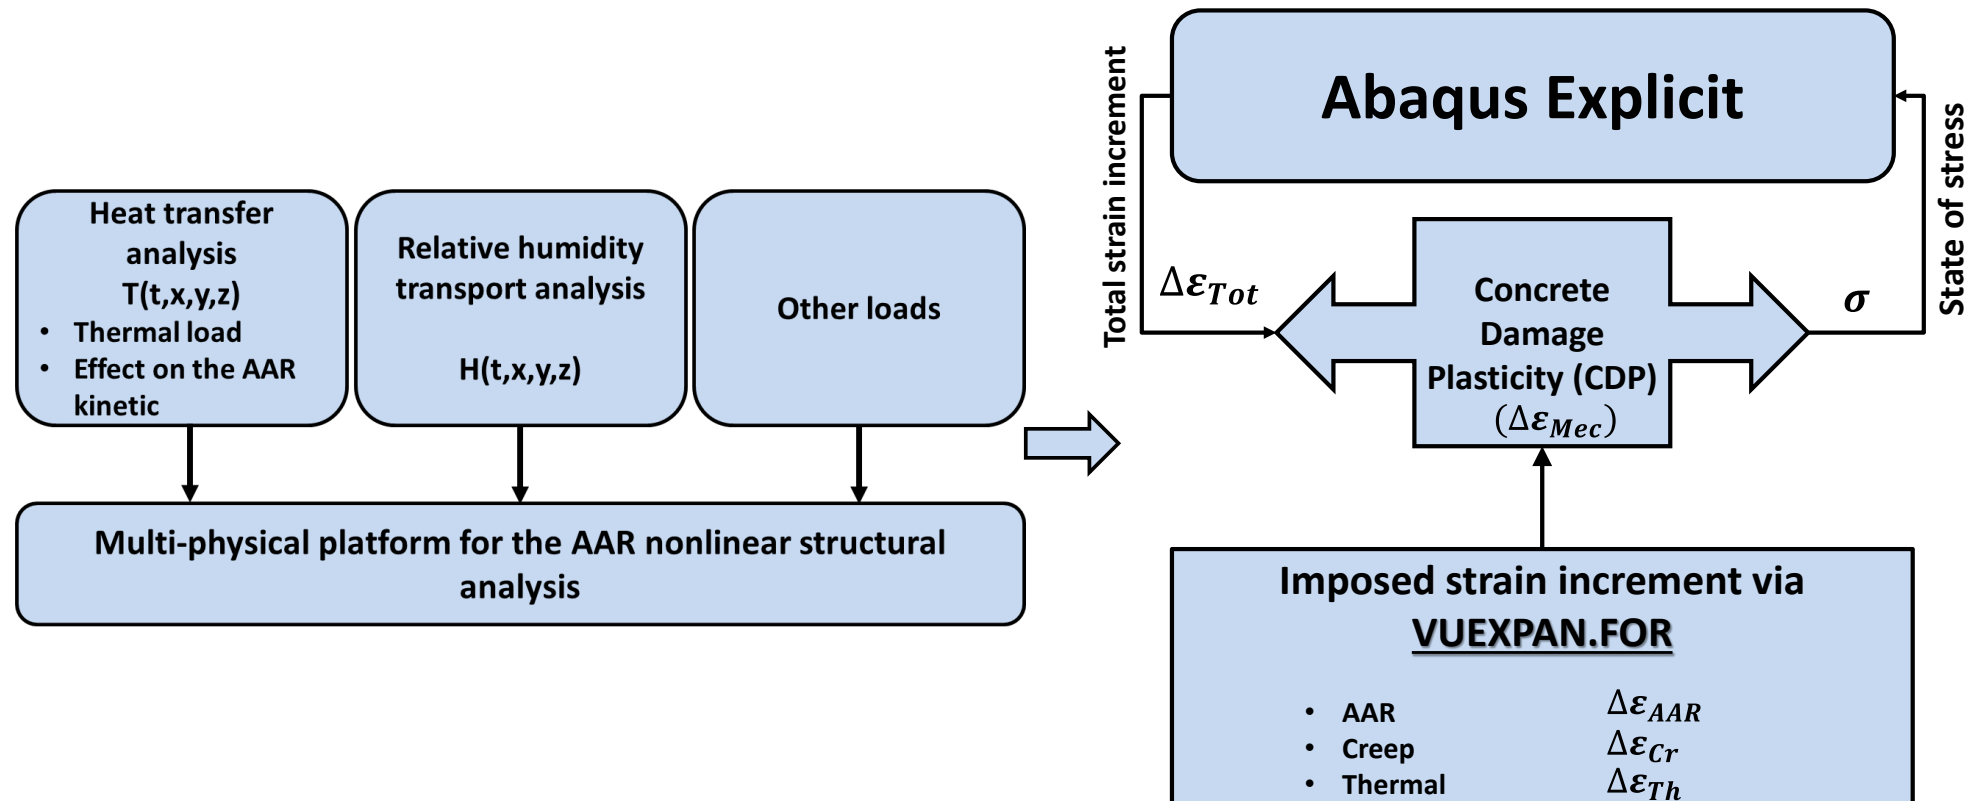 Heat transfer
analysis
T(t,x,y,z)
• Thermal load
• Effect on the AAR
kinetic
Relative humidity
transport analysis
H(t,x,y,z)
Other loads
Multi-physical platform for the AAR nonlinear structural
analysis
Abaqus Explicit
Total strain increment
Δε_Tot
Concrete
Damage
Plasticity (CDP)
(Δε_Mec)
σ
State of stress
Imposed strain increment via
VUEXPAN.FOR
• AAR Δε_AAR
• Creep Δε_Cr
• Thermal Δε_Th